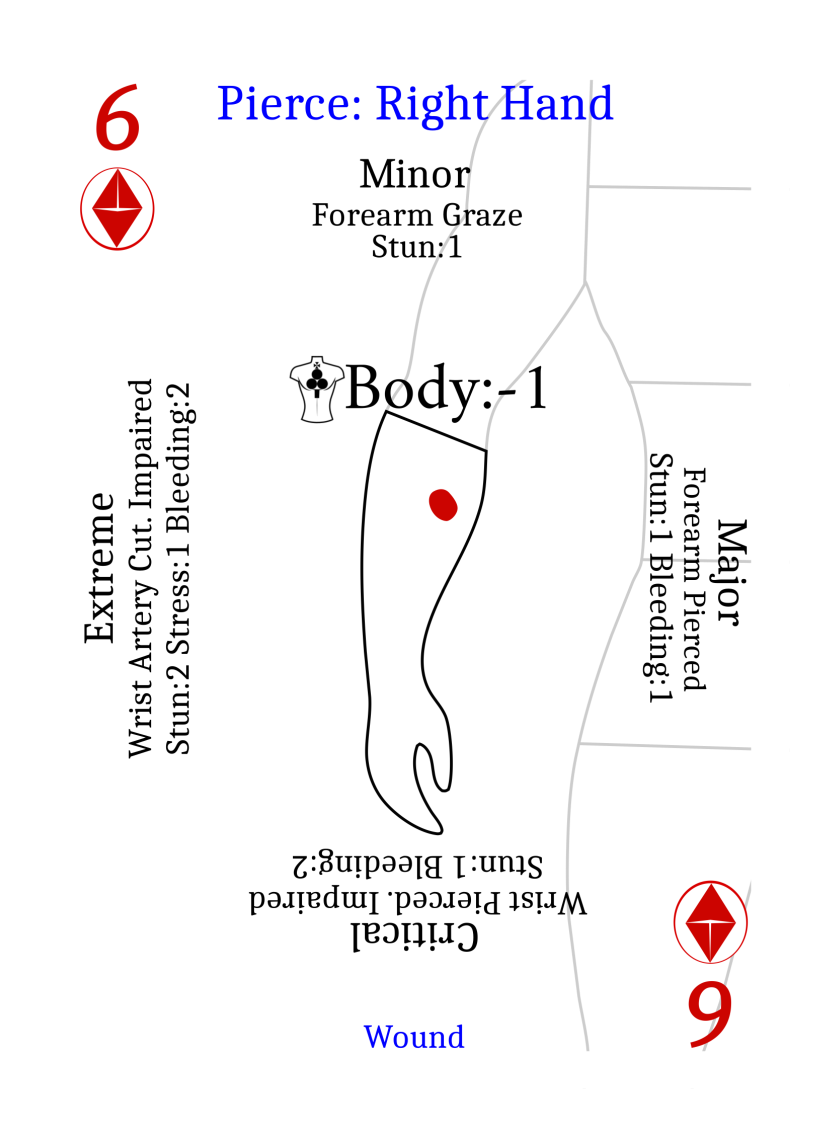 6
Pierce: Right Hand
Minor
Forearm Graze
Stun:1
Body:-1
Extreme
Wrist Artery Cut. Impaired
Stun:2 Stress:1 Bleeding:2
Major
Forearm Pierced
Stun:1 Bleeding:1
Critical
Wrist Pierced. Impaired
Stun:1 Bleeding:2
6
Wound